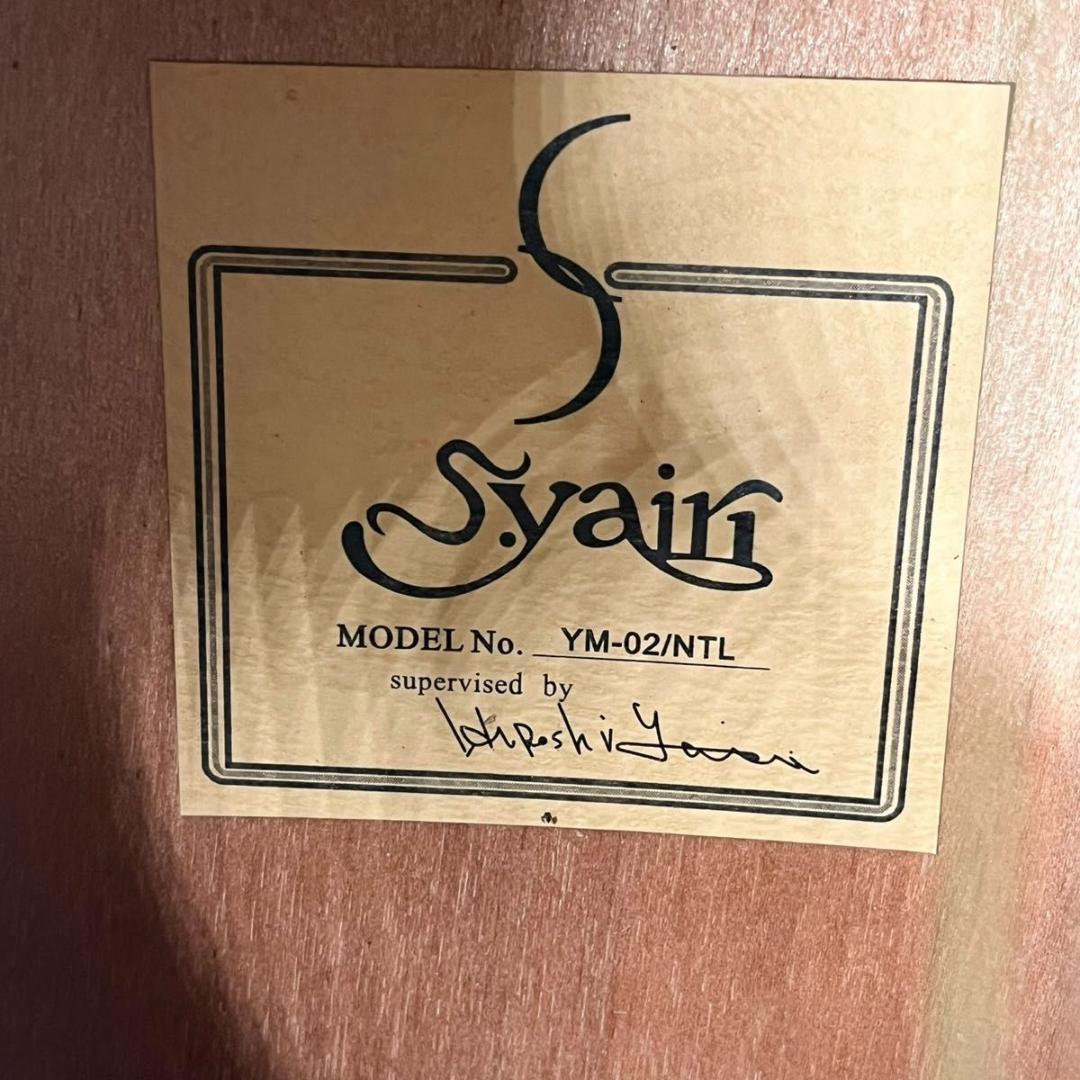 S.yairi
MODEL No. YM-02/NTL
supervised by
Hiroshi Yairi